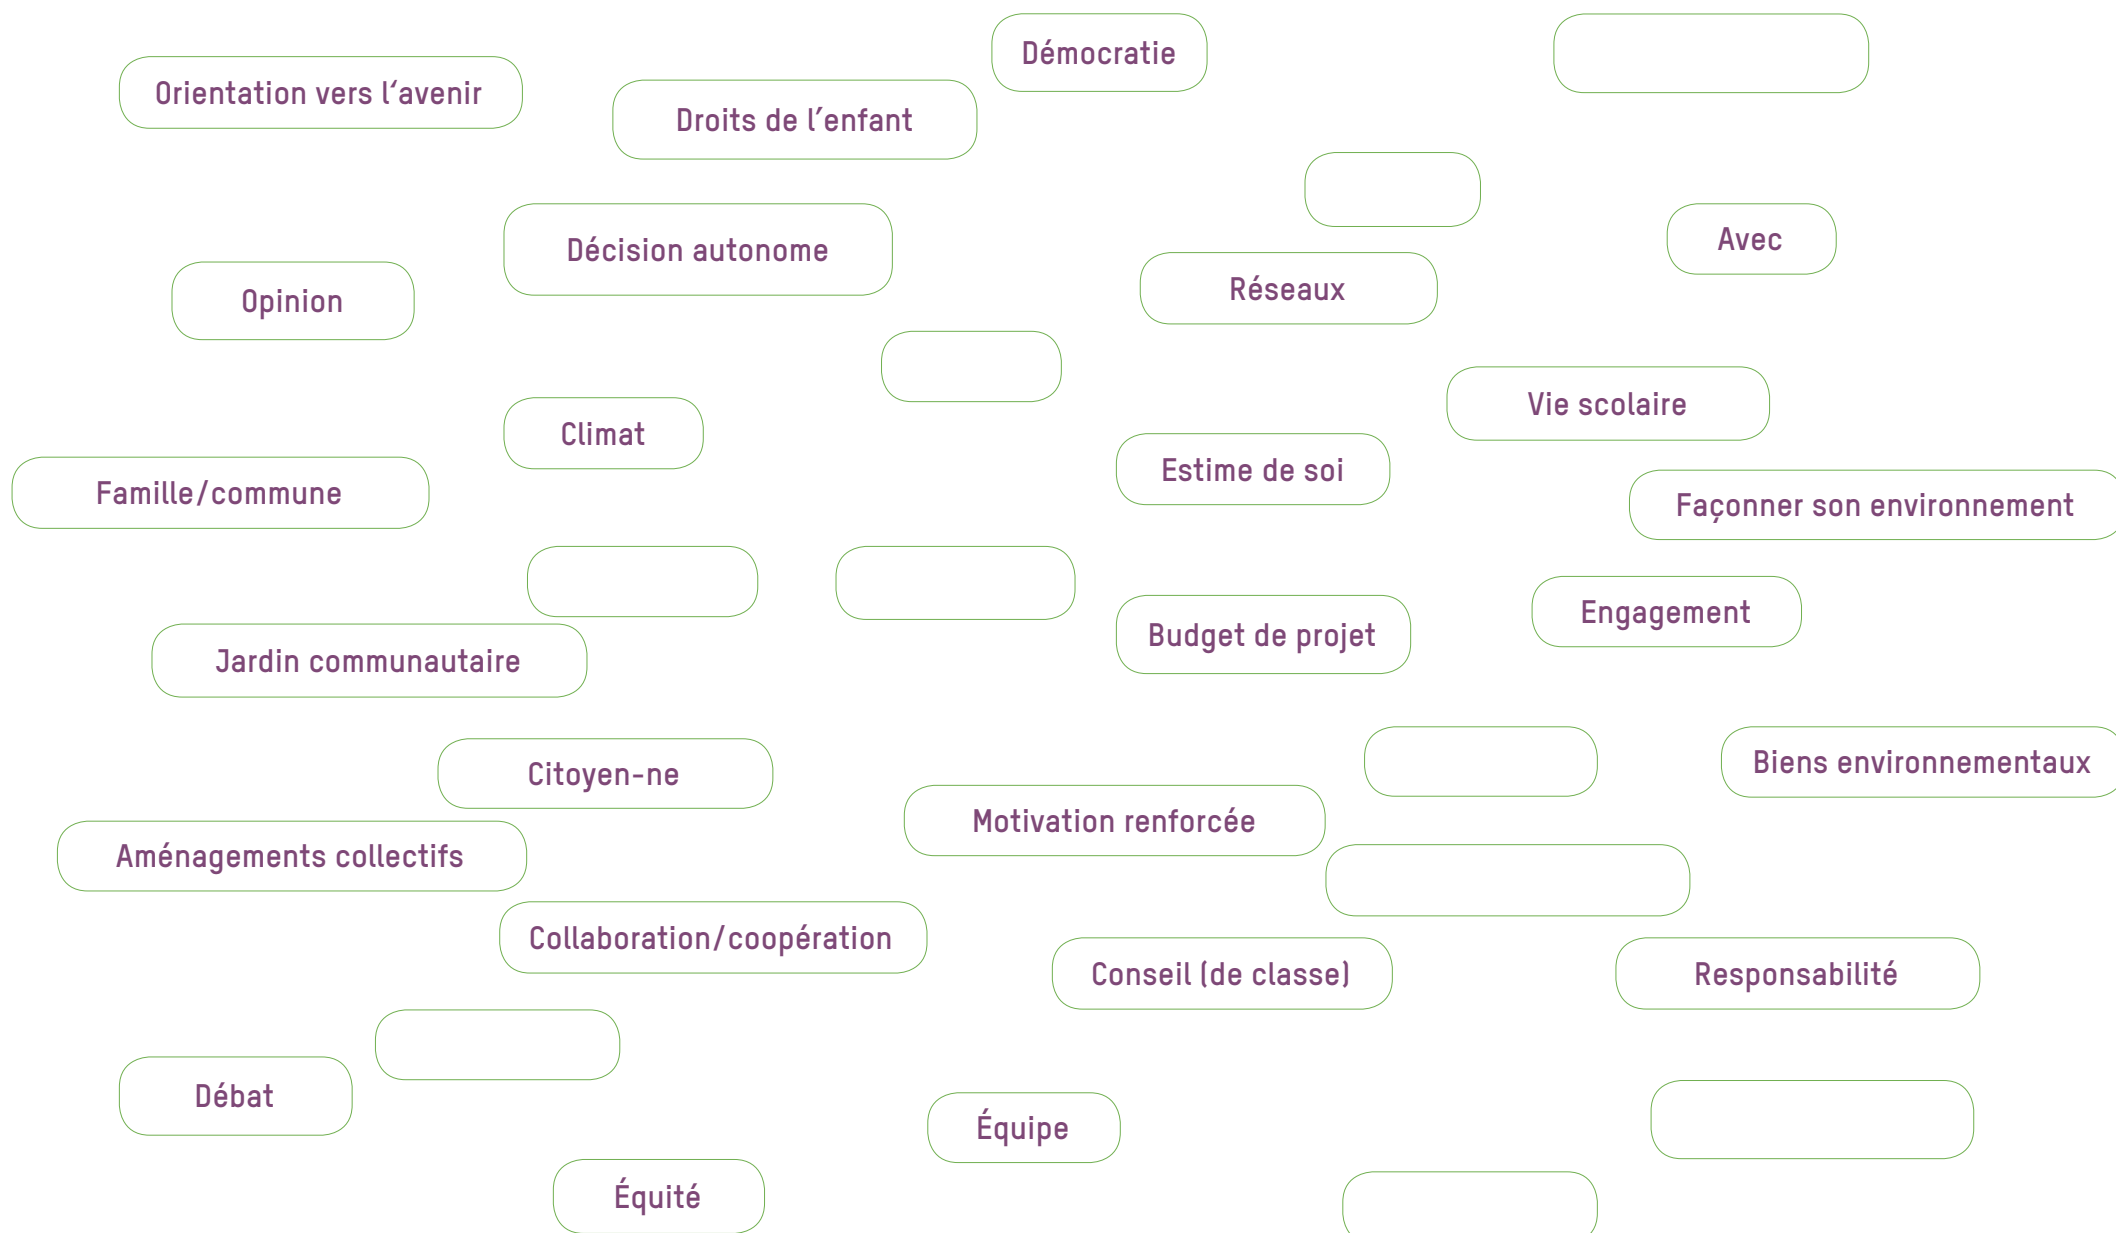 Démocratie
Orientation vers l’avenir
Droits de l’enfant
Avec
Décision autonome
Réseaux
Opinion
Vie scolaire
Climat
Estime de soi
Famille/commune
Façonner son environnement
Engagement
Budget de projet
Jardin communautaire
Biens environnementaux
Citoyen-ne
Motivation renforcée
Aménagements collectifs
Collaboration/coopération
Conseil (de classe)
Responsabilité
Débat
Équipe
Équité